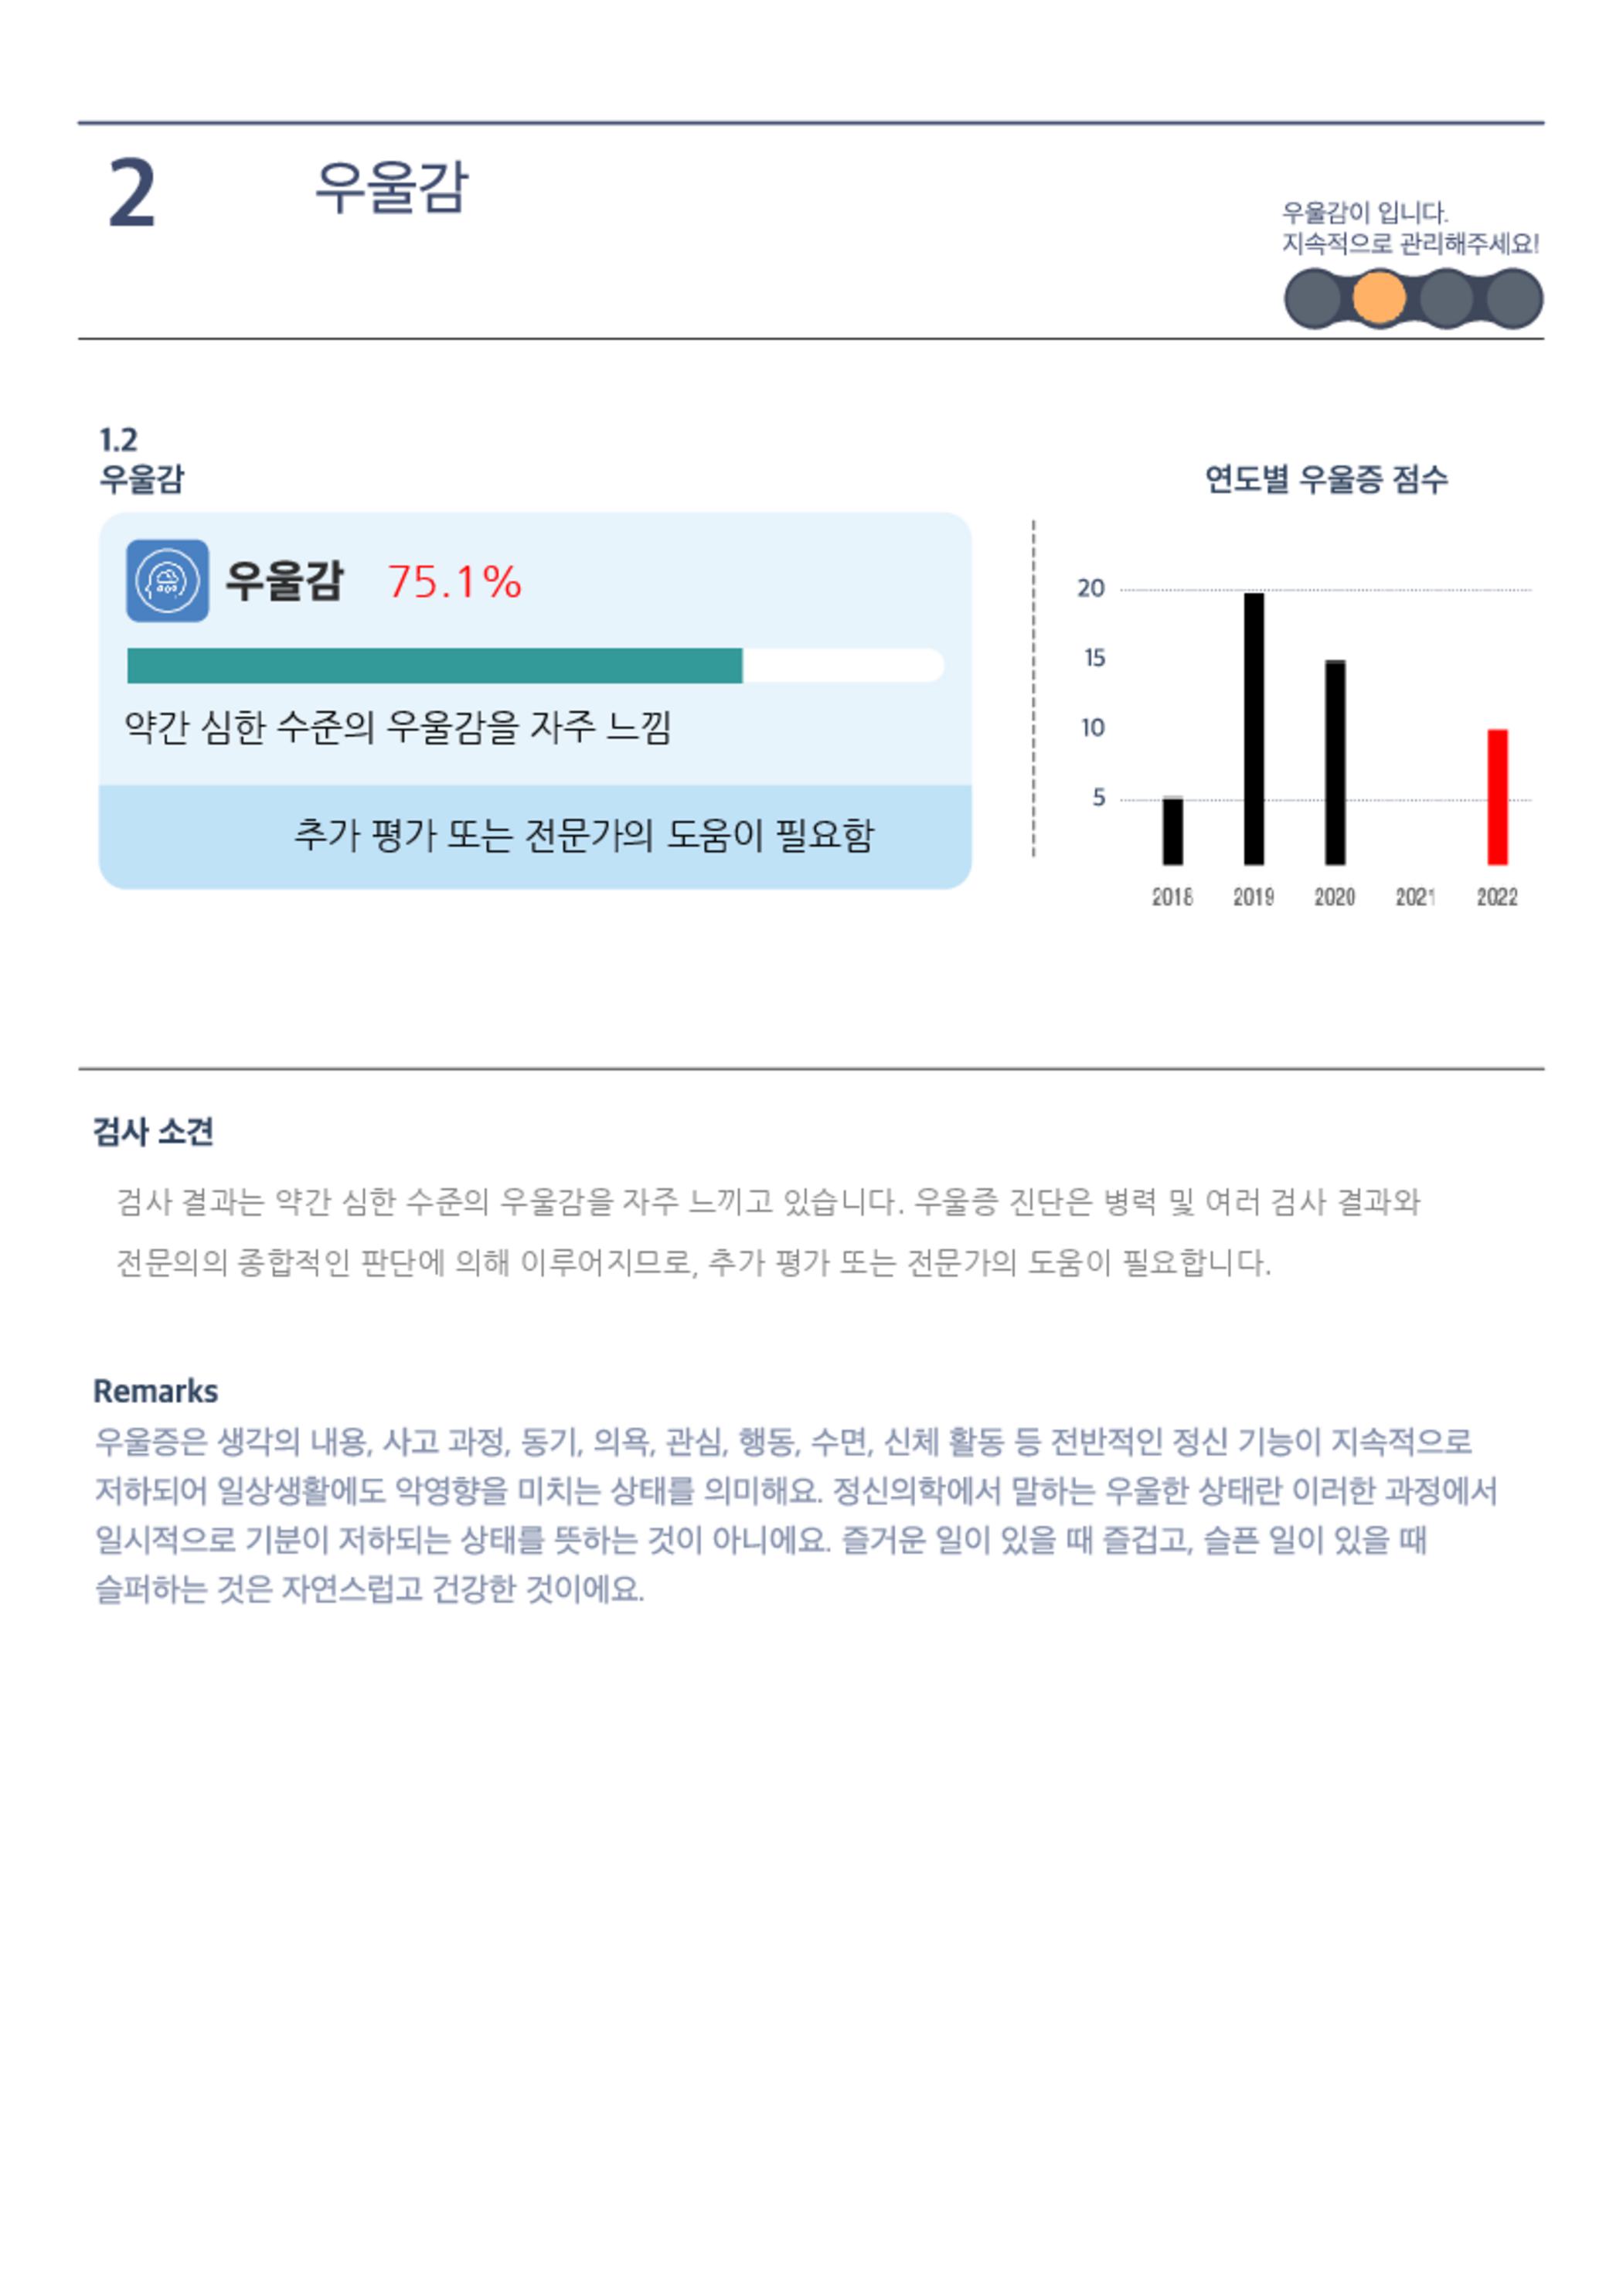 2
우울감
우울감이 입니다.
지속적으로 관리해주세요!
1.2
우울감
우울감 75.1%
약간 심한 수준의 우울감을 자주 느낌
추가 평가 또는 전문가의 도움이 필요함
연도별 우울증 점수
20
15
10
5
2018 2019 2020 2021 2022
검사 소견
검사 결과는 약간 심한 수준의 우울감을 자주 느끼고 있습니다. 우울증 진단은 병력 및 여러 검사 결과와
전문의의 종합적인 판단에 의해 이루어지므로, 추가 평가 또는 전문가의 도움이 필요합니다.
Remarks
우울증은 생각의 내용, 사고 과정, 동기, 의욕, 관심, 행동, 수면, 신체 활동 등 전반적인 정신 기능이 지속적으로
저하되어 일상생활에도 악영향을 미치는 상태를 의미해요. 정신의학에서 말하는 우울한 상태란 이러한 과정에서
일시적으로 기분이 저하되는 상태를 뜻하는 것이 아니에요. 즐거운 일이 있을 때 즐겁고, 슬픈 일이 있을 때
슬퍼하는 것은 자연스럽고 건강한 것이에요.